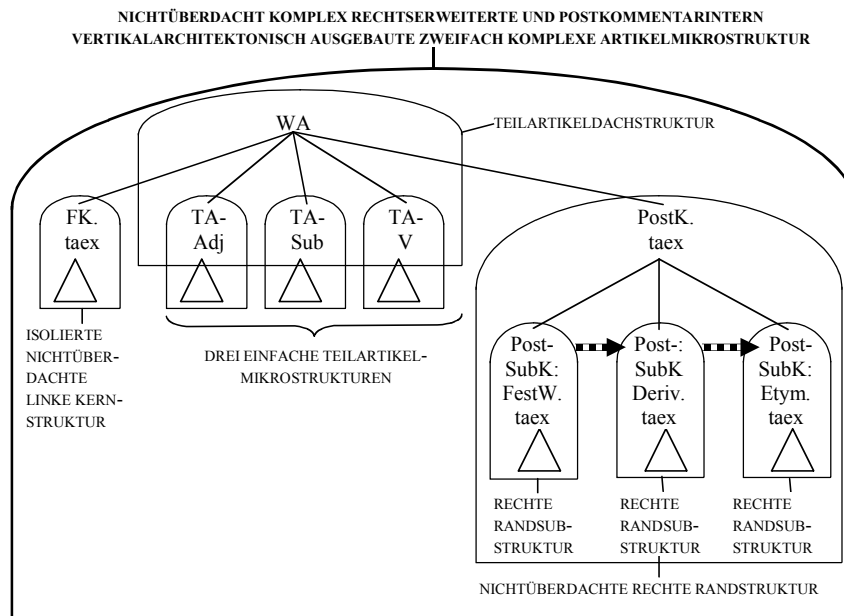 NICHTÜBERDACHT KOMPLEX RECHTSERWEITERTE UND POSTKOMMENTARINTERN
VERTIKALARCHITEKTONISCH AUSGEBAUTE ZWEIFACH KOMPLEXE ARTIKELMIKROSTRUKTUR
WA
TEILARTIKELDACHSTRUKTUR
FK.
taex
TA-
Adj
TA-
Sub
TA-
V
PostK.
taex
ISOLIERTE
NICHTÜBER-
DACHTE
LINKE KERN-
STRUKTUR
DREI EINFACHE TEILARTIKEL-
MIKROSTRUKTUREN
Post-
SubK:
FestW.
taex
Post-:
SubK
Deriv.
taex
Post-
SubK:
Etym.
taex
RECHTE
RANDSUB-
STRUKTUR
RECHTE
RANDSUB-
STRUKTUR
RECHTE
RANDSUB-
STRUKTUR
NICHTÜBERDACHTE RECHTE RANDSTRUKTUR